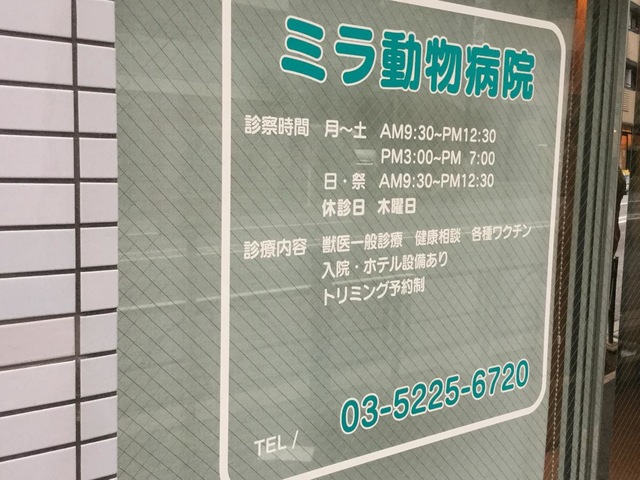 ミラ動物病院
診察時間 月～土 AM9:30~PM12:30
PM3:00~PM 7:00
日・祭 AM9:30~PM12:30
休診日 木曜日
診療内容 獣医一般診療 健康相談 各種ワクチン
入院・ホテル設備あり
トリミング予約制
TEL / 03-5225-6720